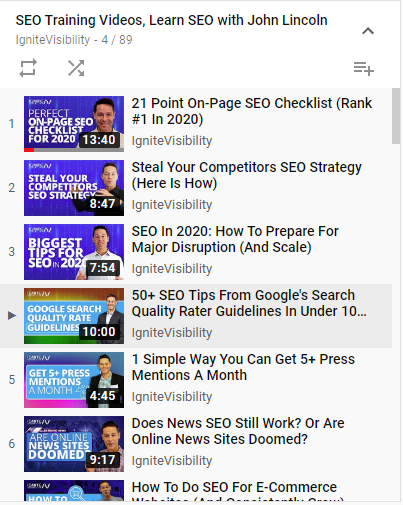 SEO Training Videos, Learn SEO with John Lincoln
IgniteVisibility - 4 / 89
1
PERFECT
ON-PAGE SEO
CHECKLIST
FOR 2020
13:40
21 Point On-Page SEO Checklist (Rank
#1 In 2020)
IgniteVisibility
2
STEAL YOUR
COMPETITORS
SEO STRATEGY
8:47
Steal Your Competitors SEO Strategy
(Here Is How)
IgniteVisibility
3
BIGGEST
TIPS FOR
SEO IN 2020
7:54
SEO In 2020: How To Prepare For
Major Disruption (And Scale)
IgniteVisibility
GOOGLE SEARCH
QUALITY RATER
GUIDELINES
10:00
50+ SEO Tips From Google's Search
Quality Rater Guidelines In Under 10...
IgniteVisibility
5
GET 5+ PRESS
MENTIONS
A MONTH
4:45
1 Simple Way You Can Get 5+ Press
Mentions A Month
IgniteVisibility
6
ARE ONLINE
NEWS SITES
DOOMED
9:17
Does News SEO Still Work? Or Are
Online News Sites Doomed?
IgniteVisibility
HOW TO
How To Do SEO For E-Commerce
Websites (And Consistently Grow)